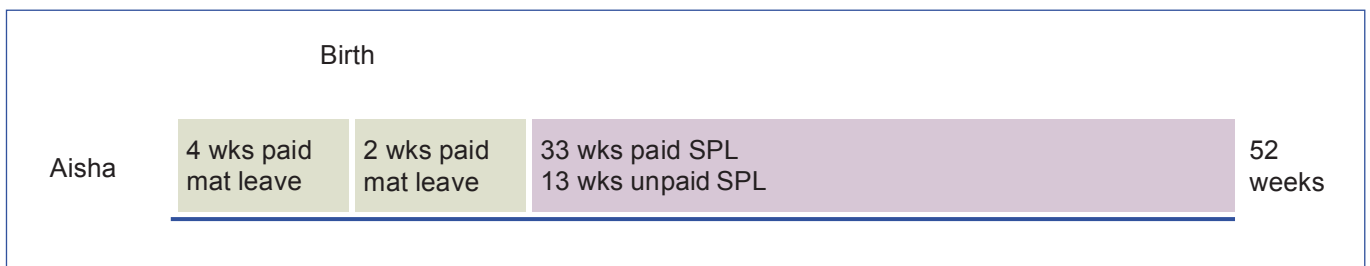 Birth
Aisha
4 wks paid
mat leave
2 wks paid
mat leave
33 wks paid SPL
13 wks unpaid SPL
52
weeks